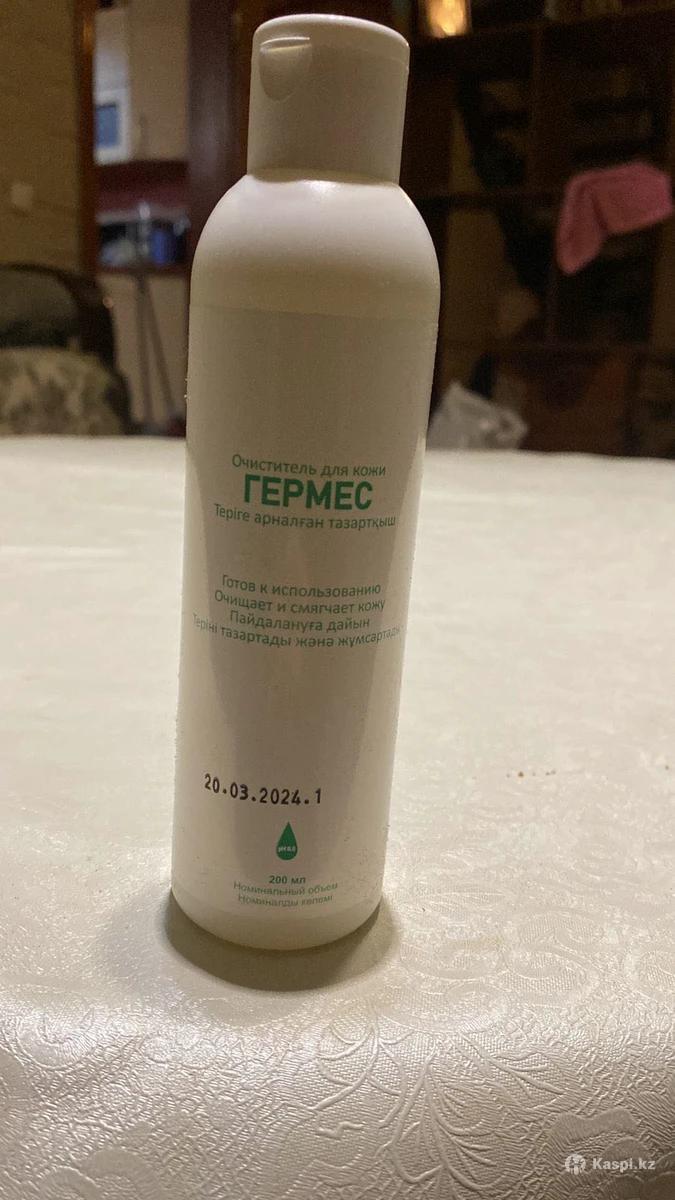 Очиститель для кожи
ГЕРМЕС
Теріге арналған тазартқыш
Готов к использованию
Очищает и смягчает кожу
Пайдалануға дайын
Теріні тазартады және жұмсартады
20.03.2024.1
200 мл
Номинальный объем
Номиналды көлемі
Kaspi.kz